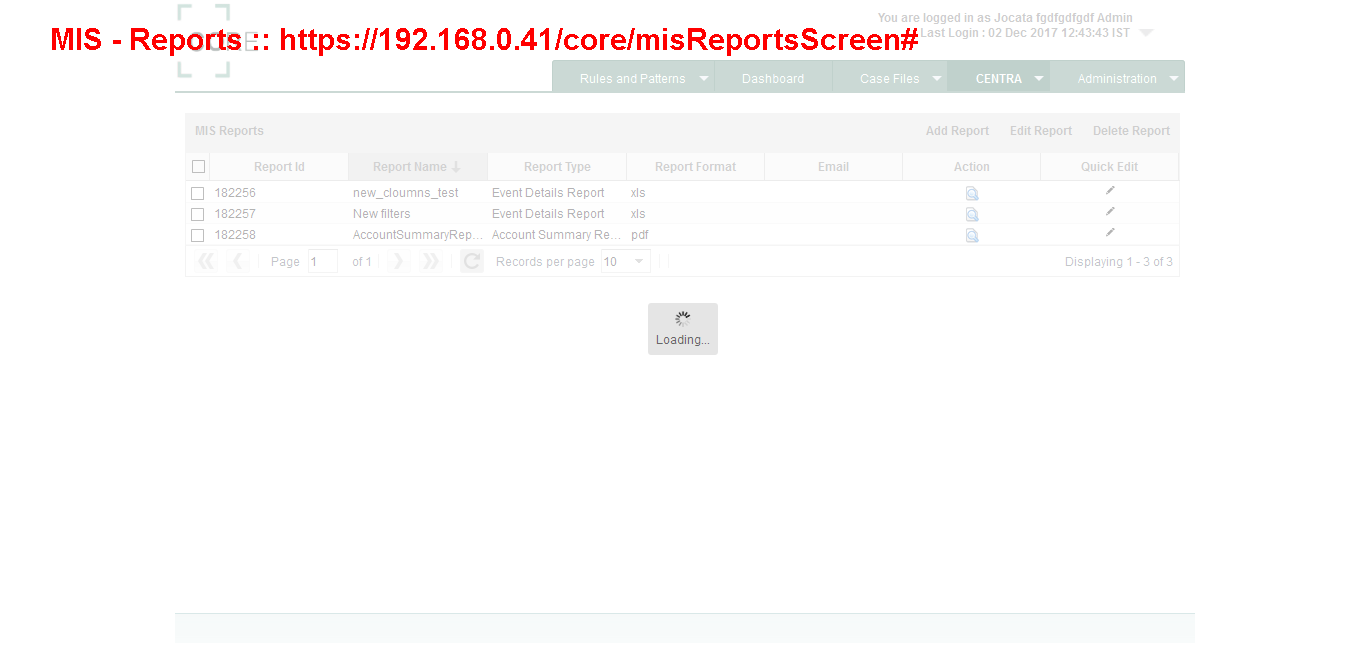 You are logged in as Jocata fgdfgdfgdf Admin
MIS - Reports :: https://192.168.0.41/core/misReportsScreen#
CORE
Last Login : 02 Dec 2017 12:43:43 IST
Rules and Patterns Dashboard Case Files CENTRA Administration
MIS Reports Add Report Edit Report Delete Report
Report Id Report Name Report Type Report Format Email Action Quick Edit
182256 new_cloumns_test Event Details Report xls
182257 New filters Event Details Report xls
182258 AccountSummaryRep... Account Summary Re... pdf
Page 1 of 1 Records per page 10 Displaying 1 - 3 of 3
Loading...